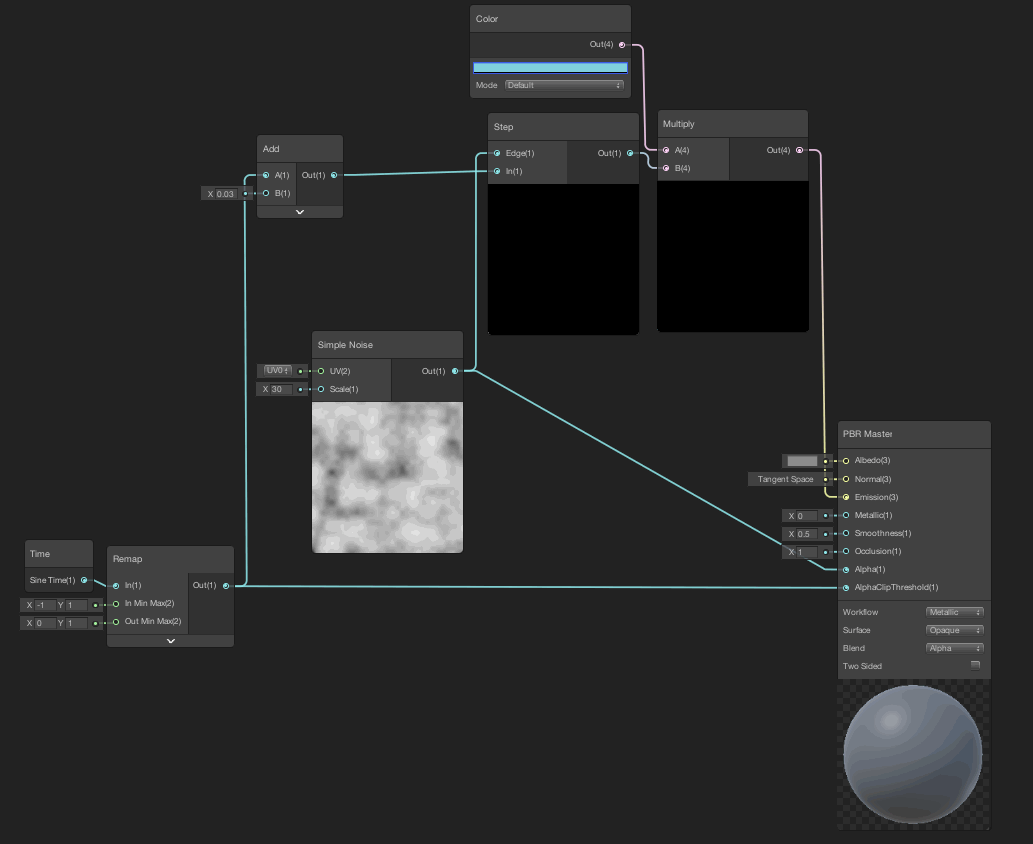 Color
Out(4)
Mode Default
Step
Edge(1) Out(1)
In(1)
Multiply
A(4) Out(4)
B(4)
Add
A(1) Out(1)
X 0.03 B(1)
Simple Noise
UV0 UV(2) Out(1)
X 30 Scale(1)
PBR Master
Albedo(3)
Tangent Space Normal(3)
Emission(3)
X 0 Metallic(1)
X 0.5 Smoothness(1)
X 1 Occlusion(1)
Alpha(1)
AlphaClipThreshold(1)
Workflow Metallic
Surface Opaque
Blend Alpha
Two Sided
Time
Sine Time(1)
Remap
In(1) Out(1)
X -1 Y 1 In Min Max(2)
X 0 Y 1 Out Min Max(2)